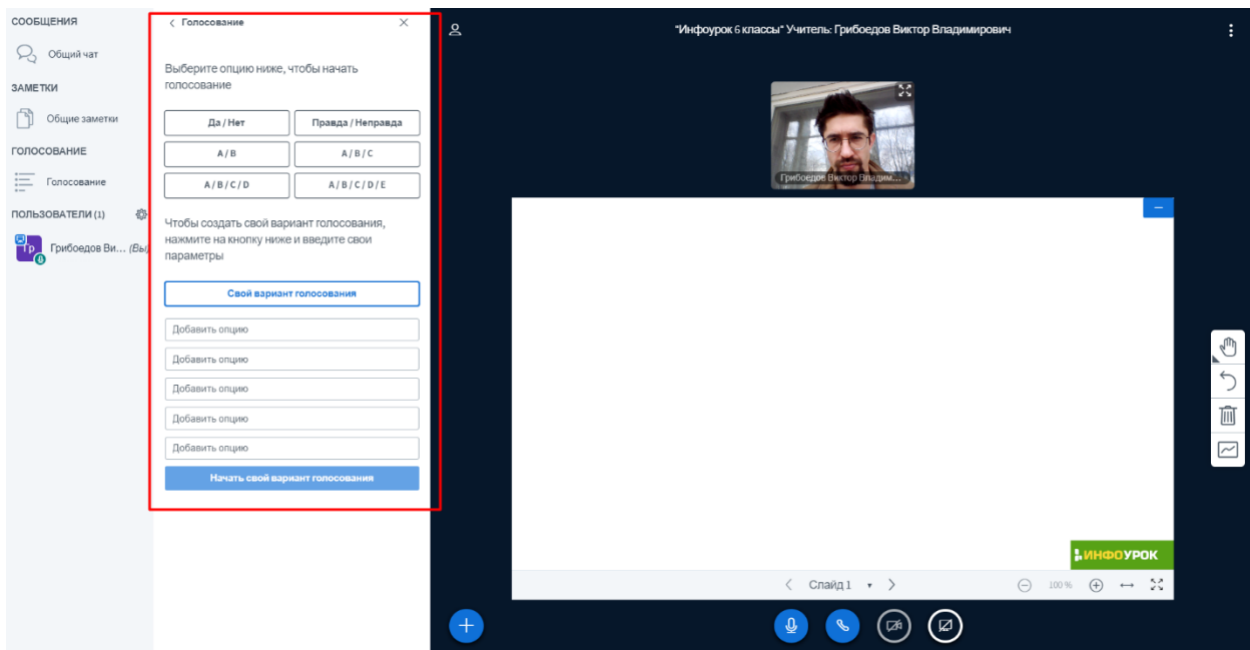 СООБЩЕНИЯ
Общий чат
ЗАМЕТКИ
Общие заметки
ГОЛОСОВАНИЕ
Голосование
ПОЛЬЗОВАТЕЛИ (1)
Гр
Грибоедов Ви... (Вы)
Голосование
Выберите опцию ниже, чтобы начать
голосование
Да / Нет
Правда / Неправда
A / B
A / B / C
A / B / C / D
A / B / C / D / E
Чтобы создать свой вариант голосования,
нажмите на кнопку ниже и введите свои
параметры
Свой вариант голосования
Добавить опцию
Добавить опцию
Добавить опцию
Добавить опцию
Добавить опцию
Начать свой вариант голосования
"Инфоурок 6 классы" Учитель: Грибоедов Виктор Владимирович
Грибоедов Виктор Владим...
ИНФОУРОК
Слайд 1
100 %